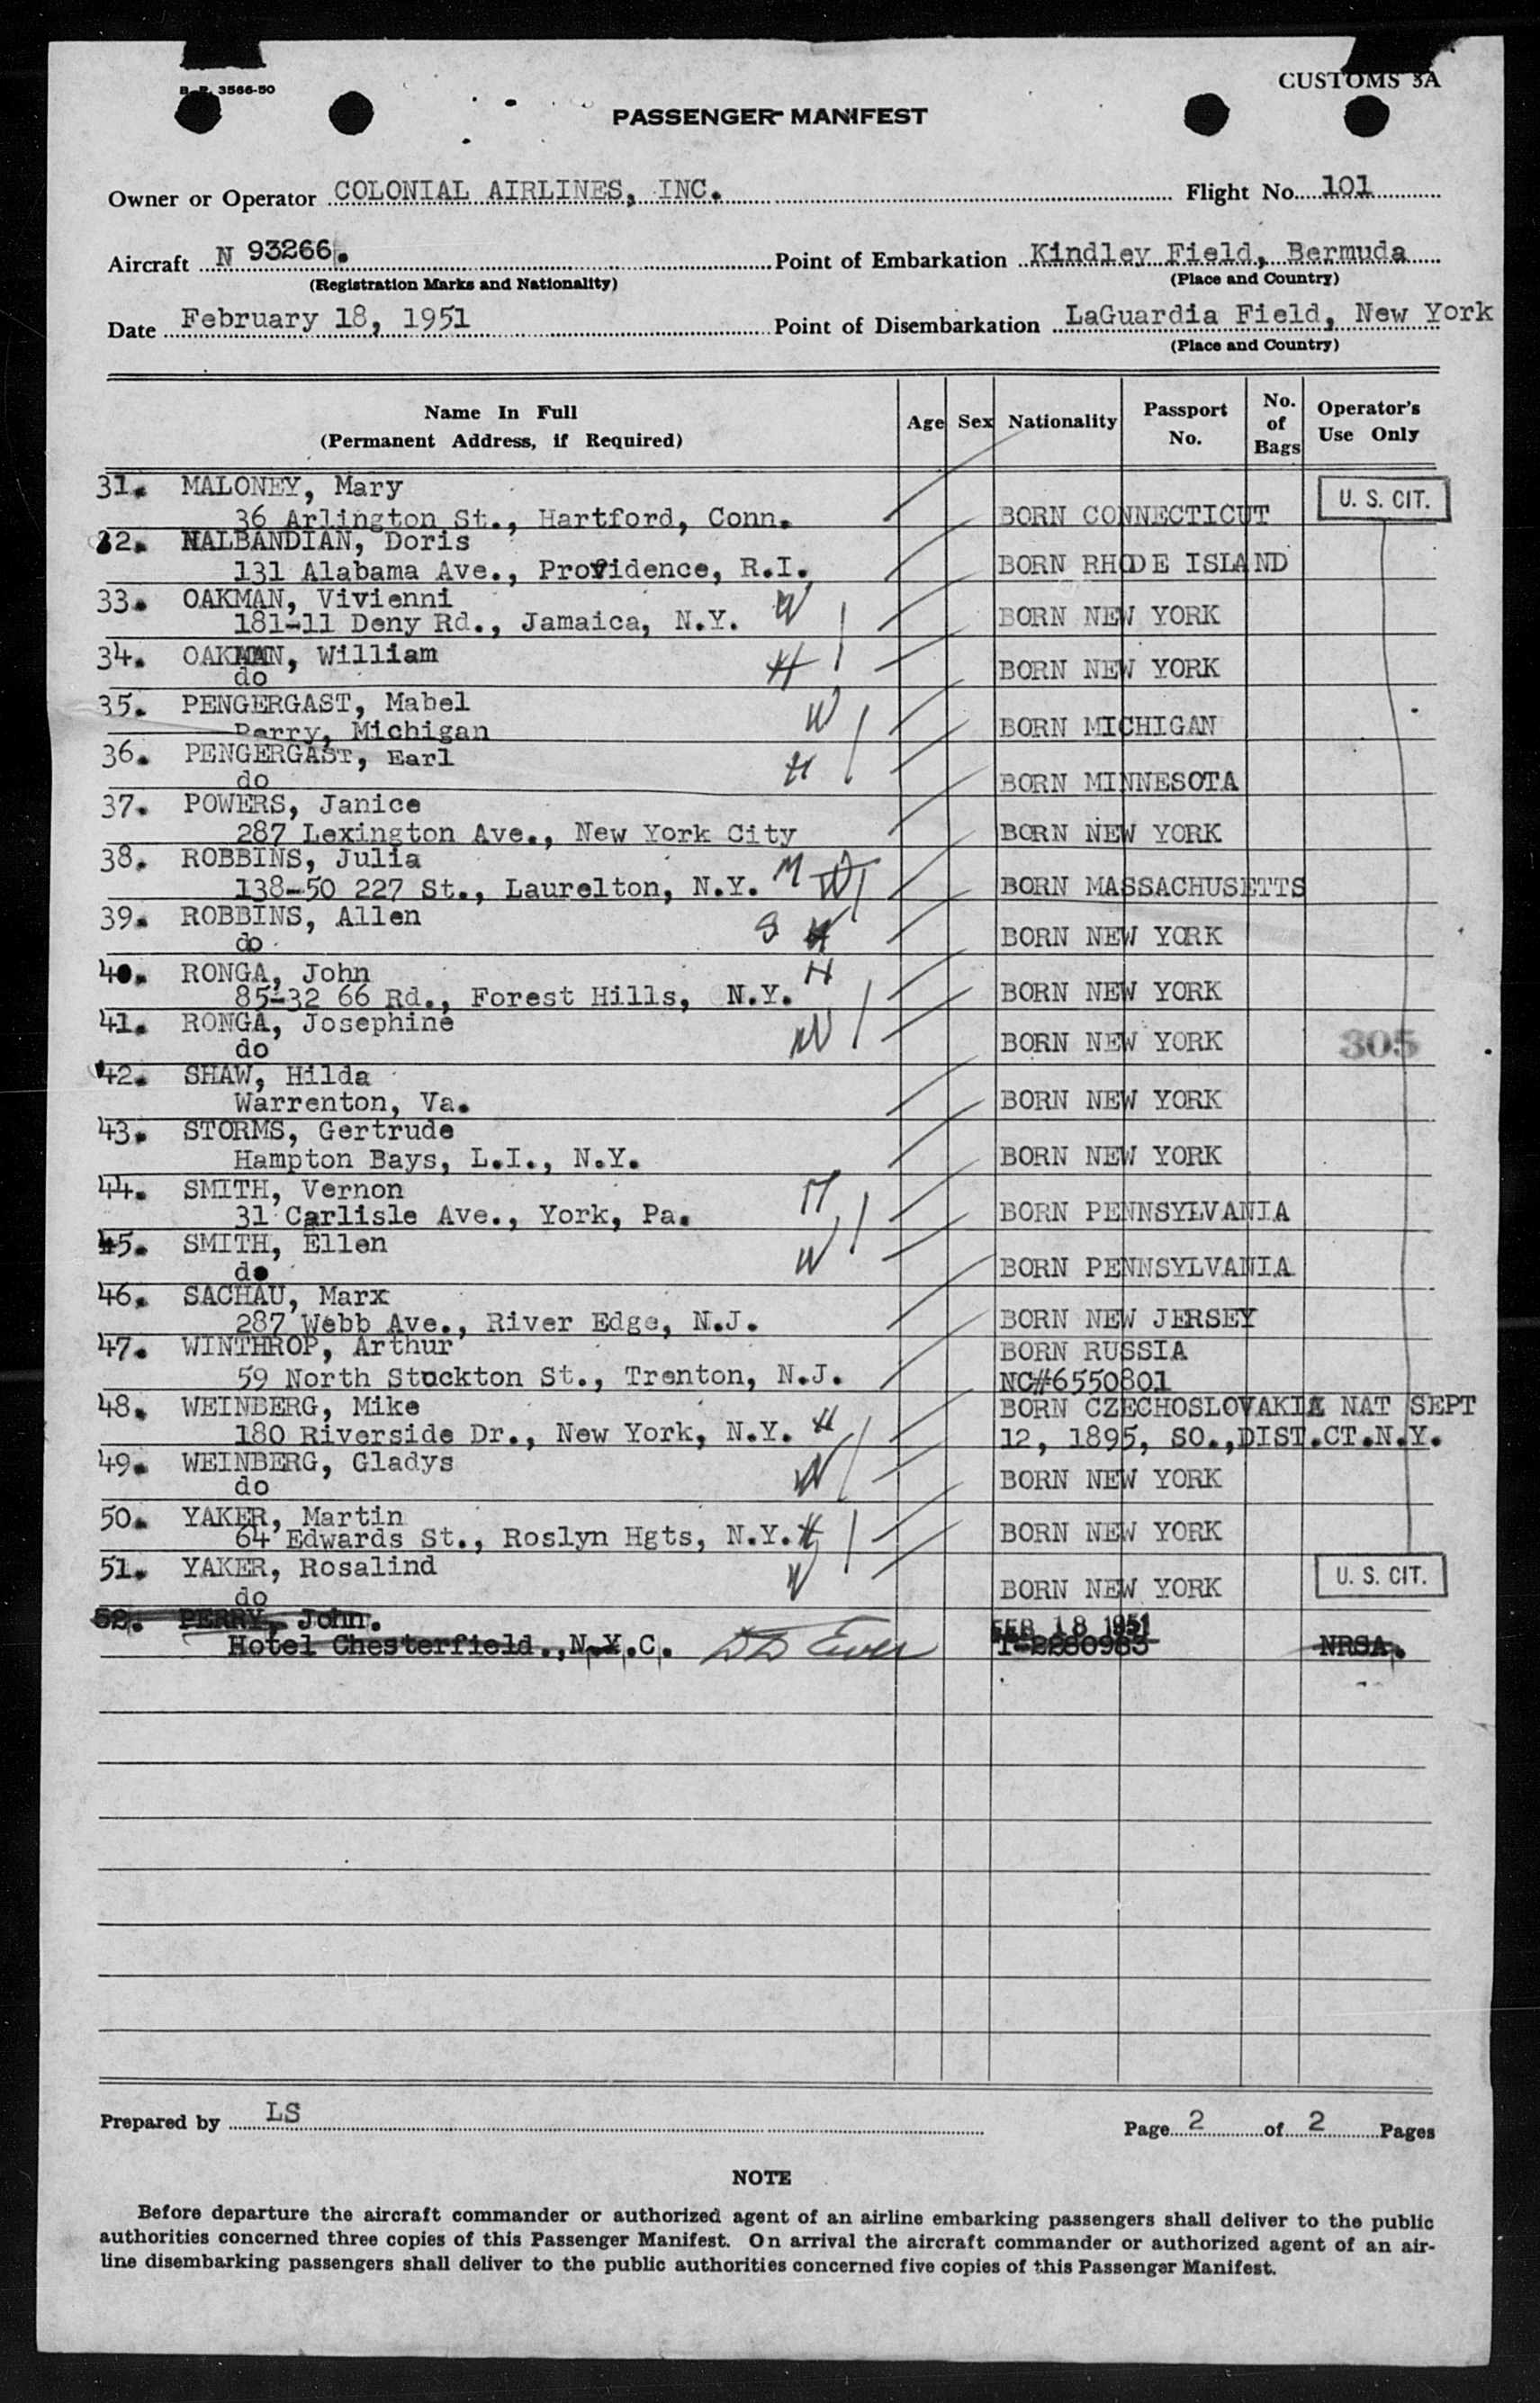 B. P. 3566-50
CUSTOMS 3A
PASSENGER MANIFEST
Owner or Operator COLONIAL AIRLINES, INC. Flight No. 101
Aircraft N 93266. Point of Embarkation Kindley Field, Bermuda
(Registration Marks and Nationality) (Place and Country)
Date February 18, 1951 Point of Disembarkation LaGuardia Field, New York
(Place and Country)
Name In Full (Permanent Address, if Required) Age Sex Nationality Passport No. No. of Bags Operator's Use Only
31. MALONEY, Mary U. S. CIT.
36 Arlington St., Hartford, Conn. BORN CONNECTICUT
32. NALBANDIAN, Doris
131 Alabama Ave., Providence, R.I. BORN RHODE ISLAND
33. OAKMAN, Vivienni W
181-11 Deny Rd., Jamaica, N.Y. BORN NEW YORK
34. OAKMAN, William H
do BORN NEW YORK
35. PENGERGAST, Mabel W
Perry, Michigan BORN MICHIGAN
36. PENGERGAST, Earl H
do BORN MINNESOTA
37. POWERS, Janice
287 Lexington Ave., New York City BORN NEW YORK
38. ROBBINS, Julia M W
138-50 227 St., Laurelton, N.Y. BORN MASSACHUSETTS
39. ROBBINS, Allen S H
do BORN NEW YORK
40. RONGA, John H
85-32 66 Rd., Forest Hills, N.Y. BORN NEW YORK
41. RONGA, Josephine W
do BORN NEW YORK 305
42. SHAW, Hilda
Warrenton, Va. BORN NEW YORK
43. STORMS, Gertrude
Hampton Bays, L.I., N.Y. BORN NEW YORK
44. SMITH, Vernon H
31 Carlisle Ave., York, Pa. BORN PENNSYLVANIA
45. SMITH, Ellen W
do BORN PENNSYLVANIA
46. SACHAU, Marx
287 Webb Ave., River Edge, N.J. BORN NEW JERSEY
47. WINTHROP, Arthur BORN RUSSIA
59 North Stockton St., Trenton, N.J. NC#6550801
48. WEINBERG, Mike BORN CZECHOSLOVAKIA NAT SEPT
180 Riverside Dr., New York, N.Y. H 12, 1895, SO.,DIST.CT.N.Y.
49. WEINBERG, Gladys W
do BORN NEW YORK
50. YAKER, Martin
64 Edwards St., Roslyn Hgts, N.Y. H BORN NEW YORK
51. YAKER, Rosalind W U. S. CIT.
do BORN NEW YORK
52. PERRY, John. FEB 18 1951
Hotel Chesterfield.,N.Y.C. T-2280983 NRSA.
Prepared by LS
Page 2 of 2 Pages
NOTE
Before departure the aircraft commander or authorized agent of an airline embarking passengers shall deliver to the public
authorities concerned three copies of this Passenger Manifest. On arrival the aircraft commander or authorized agent of an air-
line disembarking passengers shall deliver to the public authorities concerned five copies of this Passenger Manifest.